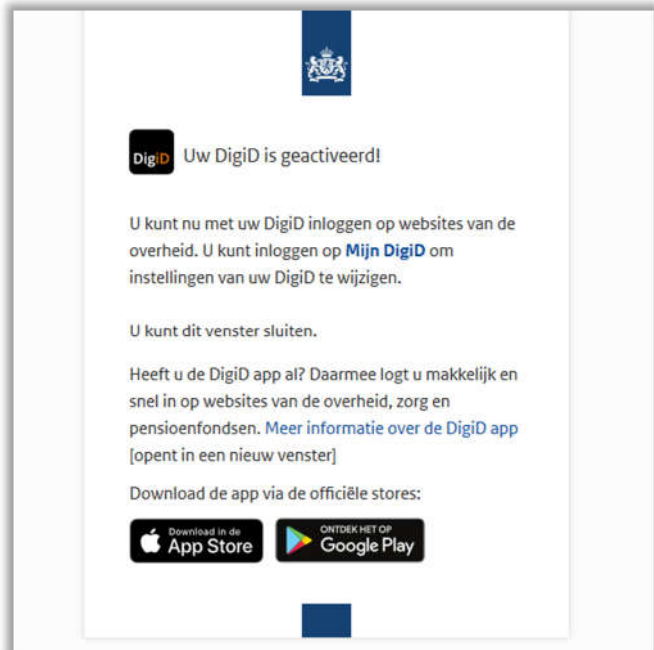 DigiD Uw DigiD is geactiveerd!
U kunt nu met uw DigiD inloggen op websites van de
overheid. U kunt inloggen op Mijn DigiD om
instellingen van uw DigiD te wijzigen.
U kunt dit venster sluiten.
Heeft u de DigiD app al? Daarmee logt u makkelijk en
snel in op websites van de overheid, zorg en
pensioenfondsen. Meer informatie over de DigiD app
[opent in een nieuw venster]
Download de app via de officiële stores:
Download in de
App Store
ONTDEK HET OP
Google Play